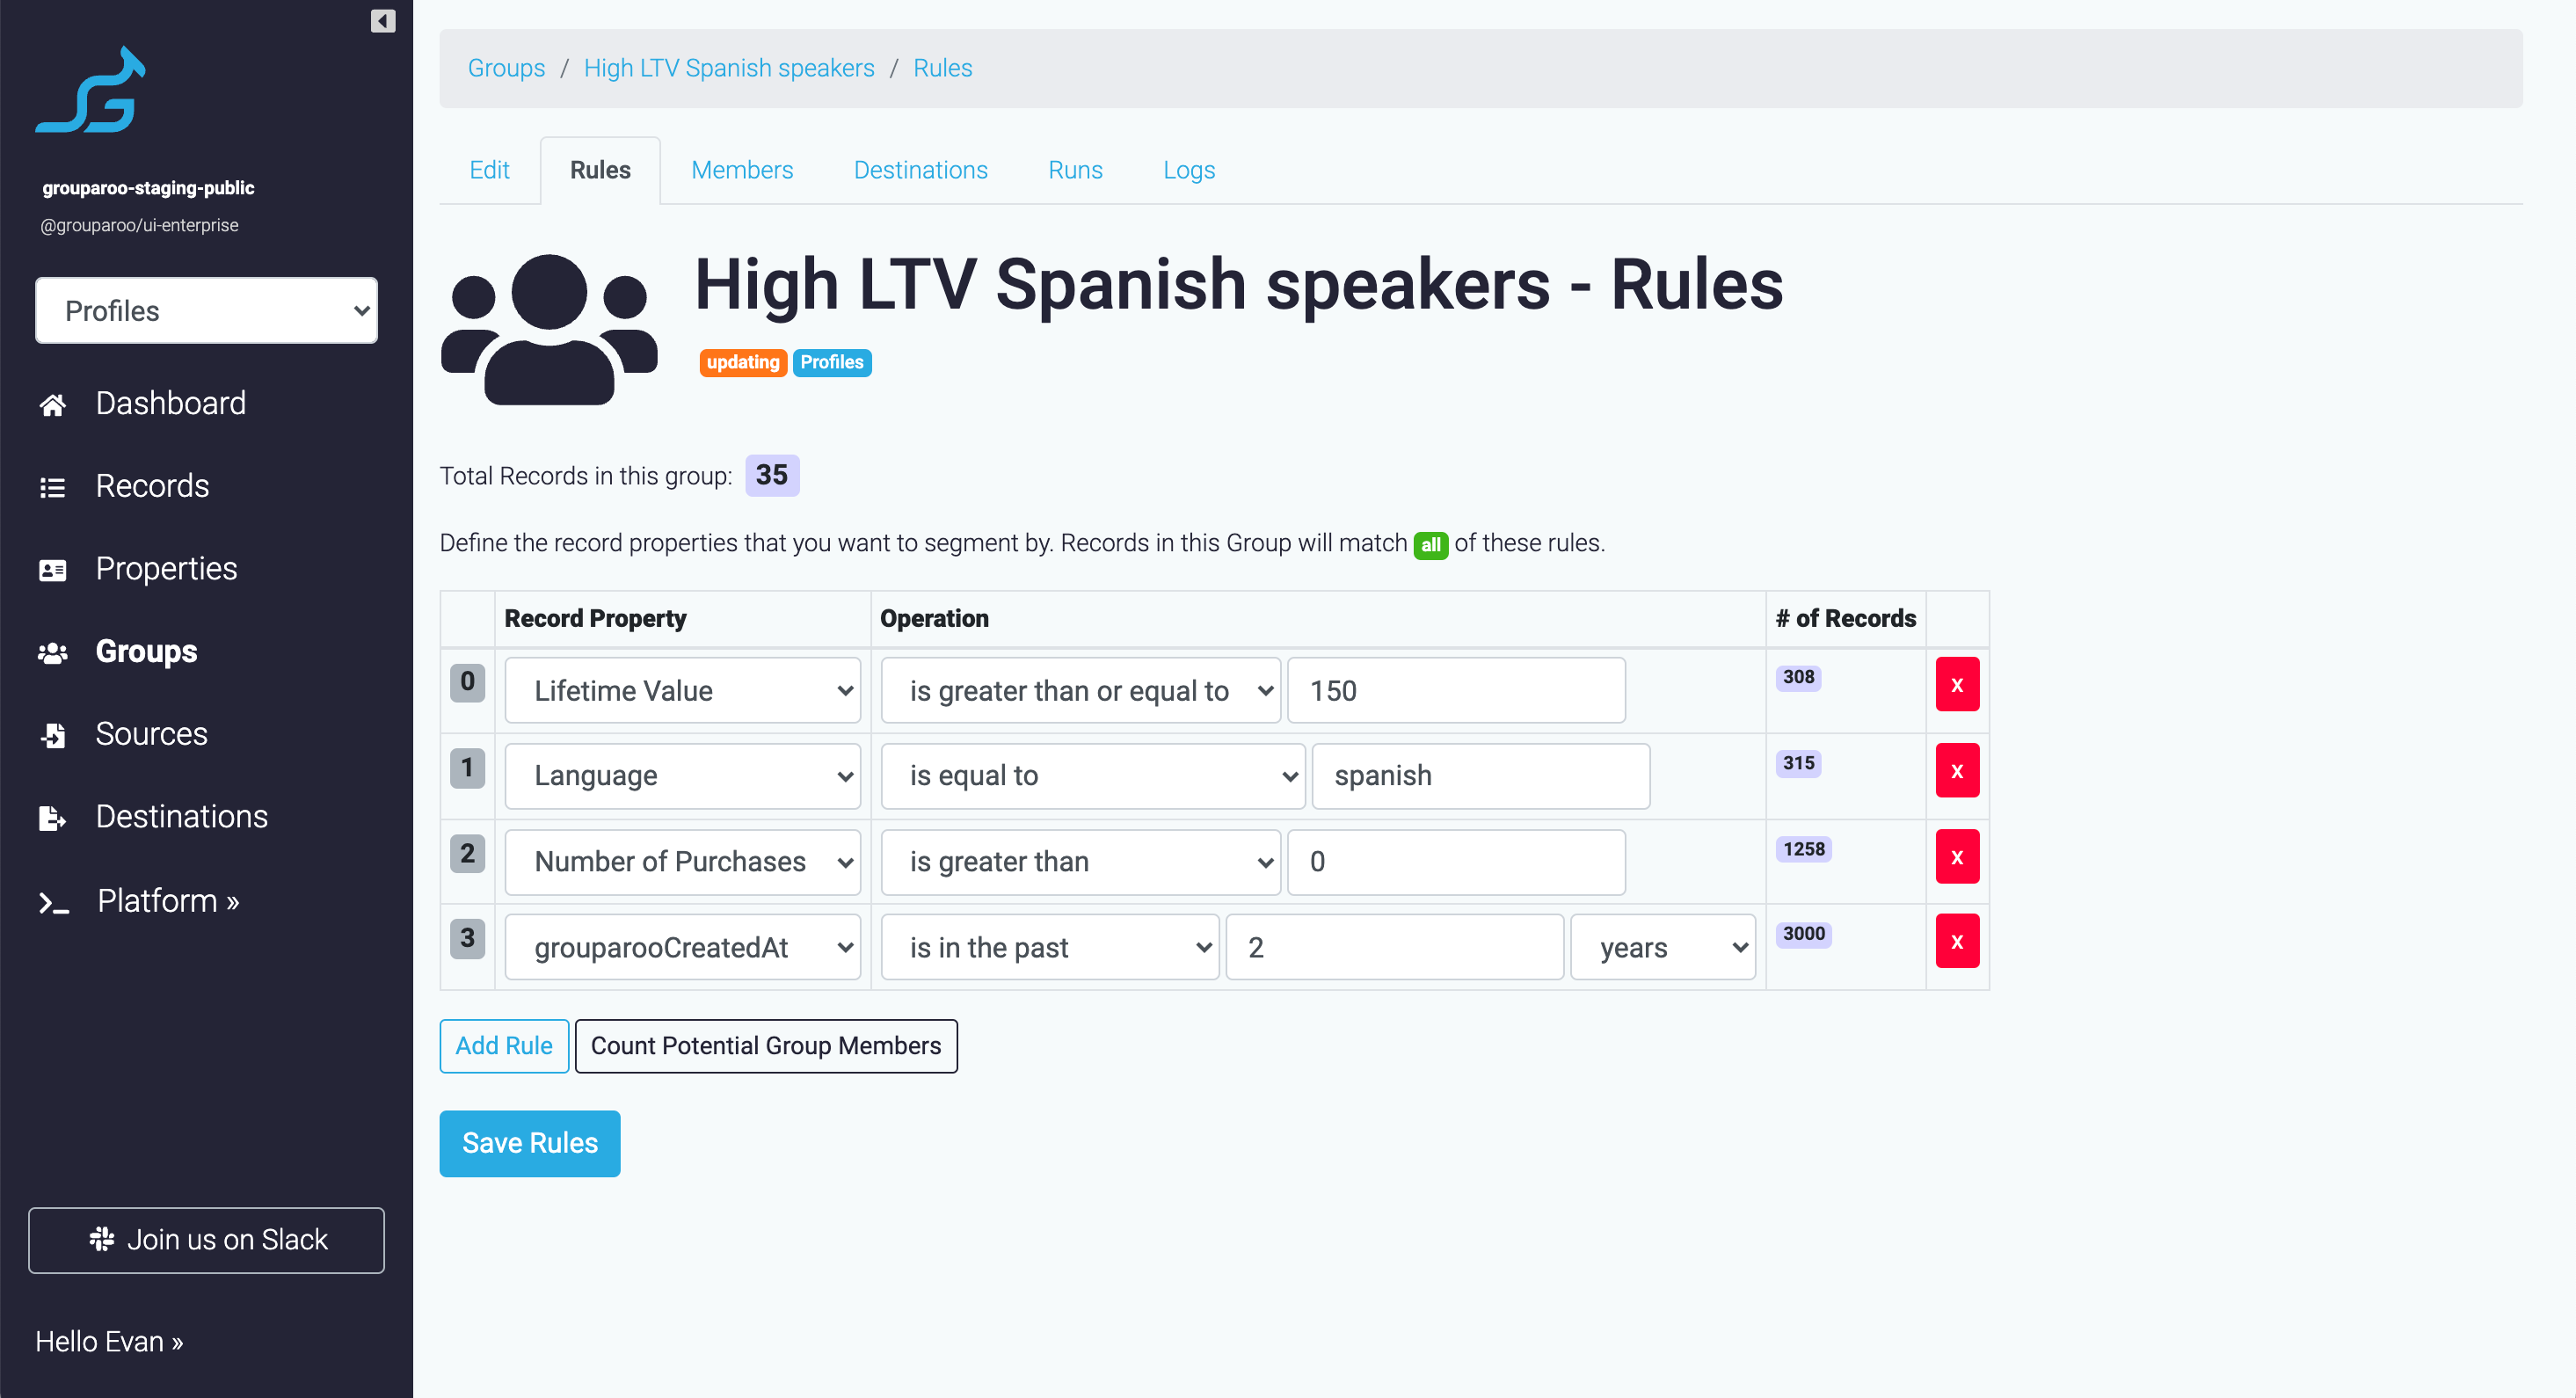 grouparoo-staging-public
@grouparoo/ui-enterprise
Profiles
Dashboard
Records
Properties
Groups
Sources
Destinations
Platform »
Join us on Slack
Hello Evan »
Groups / High LTV Spanish speakers / Rules
Edit Rules Members Destinations Runs Logs
High LTV Spanish speakers - Rules
updating Profiles
Total Records in this group: 35
Define the record properties that you want to segment by. Records in this Group will match all of these rules.
Record Property Operation # of Records
0 Lifetime Value is greater than or equal to 150 308 x
1 Language is equal to spanish 315 x
2 Number of Purchases is greater than 0 1258 x
3 grouparooCreatedAt is in the past 2 years 3000 x
Add Rule Count Potential Group Members
Save Rules